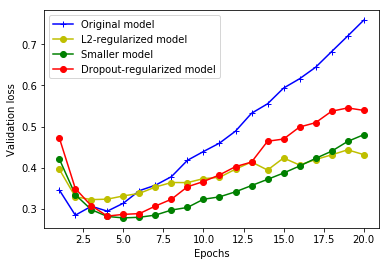 Original model
L2-regularized model
Smaller model
Dropout-regularized model
Validation loss
0.7
0.6
0.5
0.4
0.3
2.5 5.0 7.5 10.0 12.5 15.0 17.5 20.0
Epochs